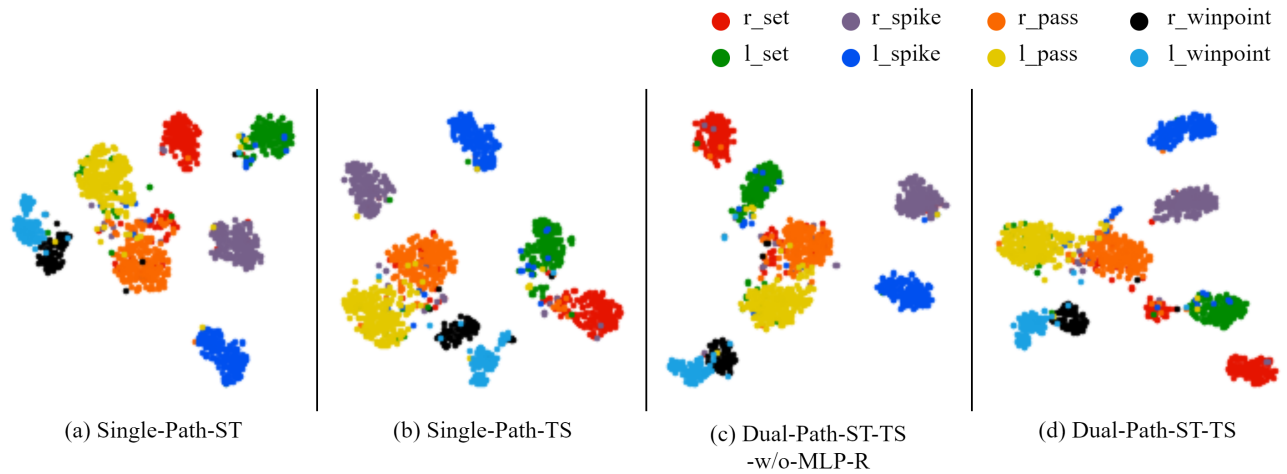 r_set r_spike r_pass r_winpoint
l_set l_spike l_pass l_winpoint
(a) Single-Path-ST (b) Single-Path-TS (c) Dual-Path-ST-TS (d) Dual-Path-ST-TS
-w/o-MLP-R